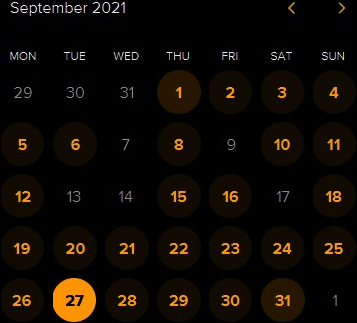 September 2021
MON TUE WED THU FRI SAT SUN
29 30 31 1 2 3 4
5 6 7 8 9 10 11
12 13 14 15 16 17 18
19 20 21 22 23 24 25
26 27 28 29 30 31 1